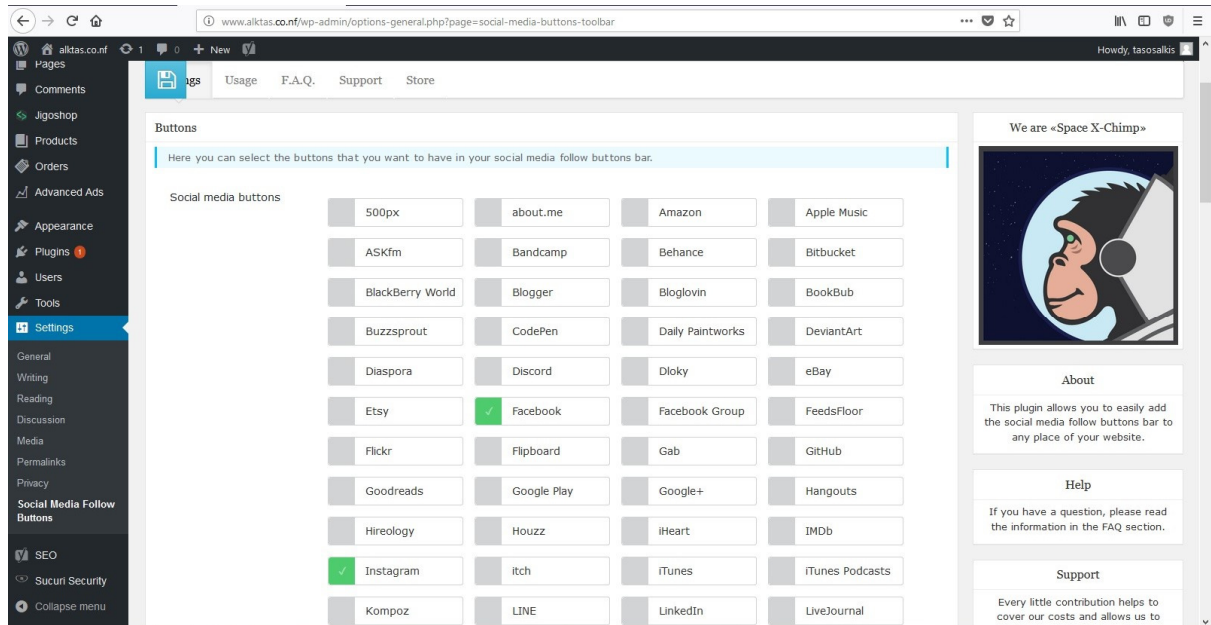 www.alktas.co.nf/wp-admin/options-general.php?page=social-media-buttons-toolbar
alktas.co.nf 1 0 + New
Howdy, tasosalkis
Pages
Comments
Jigoshop
Products
Orders
Advanced Ads
Appearance
Plugins 1
Users
Tools
Settings
General
Writing
Reading
Discussion
Media
Permalinks
Privacy
Social Media Follow
Buttons
SEO
Sucuri Security
Collapse menu
ngs Usage F.A.Q. Support Store
Buttons
Here you can select the buttons that you want to have in your social media follow buttons bar.
Social media buttons
500px about.me Amazon Apple Music
ASKfm Bandcamp Behance Bitbucket
BlackBerry World Blogger Bloglovin BookBub
Buzzsprout CodePen Daily Paintworks DeviantArt
Diaspora Discord Dloky eBay
Etsy Facebook Facebook Group FeedsFloor
Flickr Flipboard Gab GitHub
Goodreads Google Play Google+ Hangouts
Hireology Houzz iHeart IMDb
Instagram itch iTunes iTunes Podcasts
Kompoz LINE LinkedIn LiveJournal
We are «Space X-Chimp»
About
This plugin allows you to easily add
the social media follow buttons bar to
any place of your website.
Help
If you have a question, please read
the information in the FAQ section.
Support
Every little contribution helps to
cover our costs and allows us to